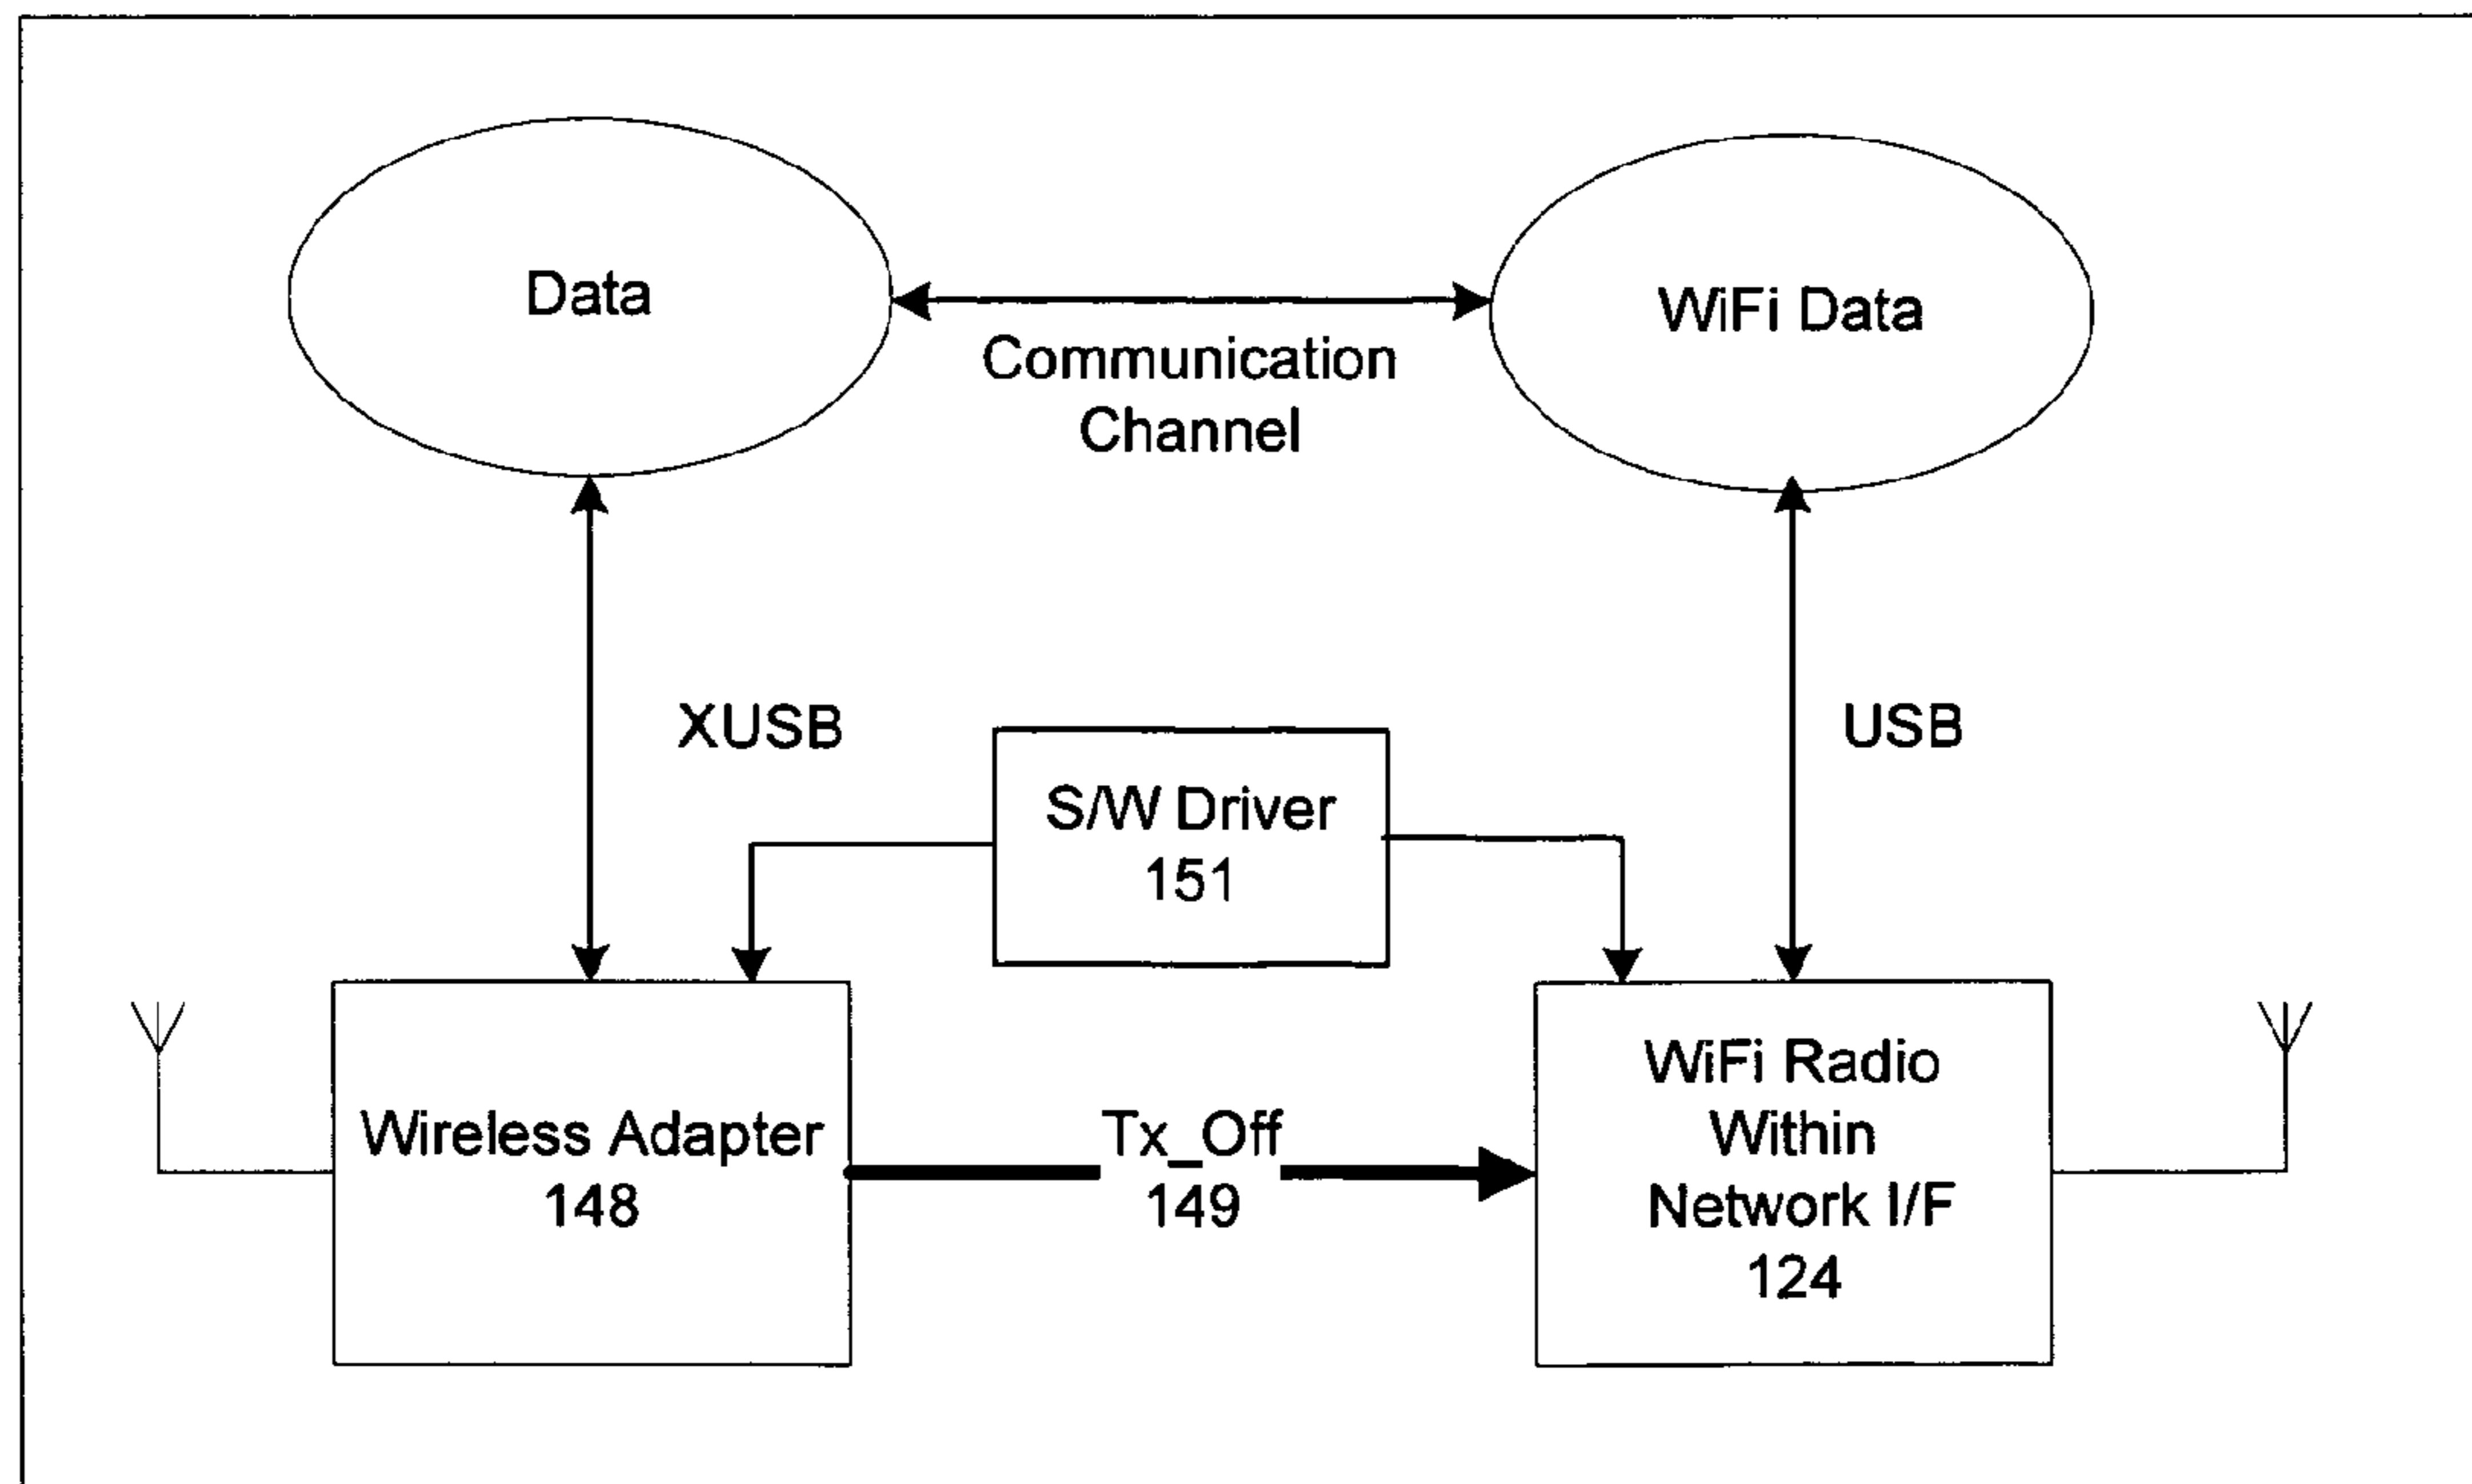 Data
WiFi Data
Communication
Channel
XUSB
USB
S/W Driver
151
Wireless Adapter
148
Tx_Off
149
WiFi Radio
Within
Network I/F
124